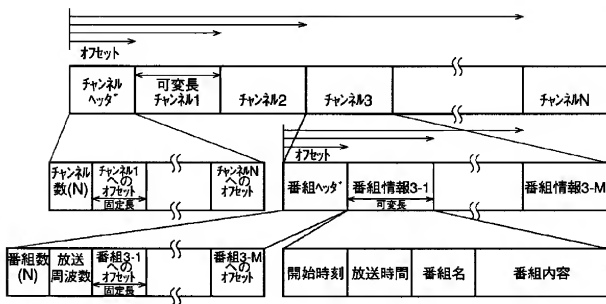 オフセット
チャンネル
ヘッダ
可変長
チャンネル1
チャンネル2
チャンネル3
チャンネルN
オフセット
チャンネル
数(N)
チャンネル1
への
オフセット
固定長
チャンネルN
への
オフセット
番組ヘッダ
番組情報3-1
可変長
番組情報3-M
番組数
(N)
放送
周波数
番組3-1
への
オフセット
固定長
番組3-M
への
オフセット
開始時刻
放送時間
番組名
番組内容